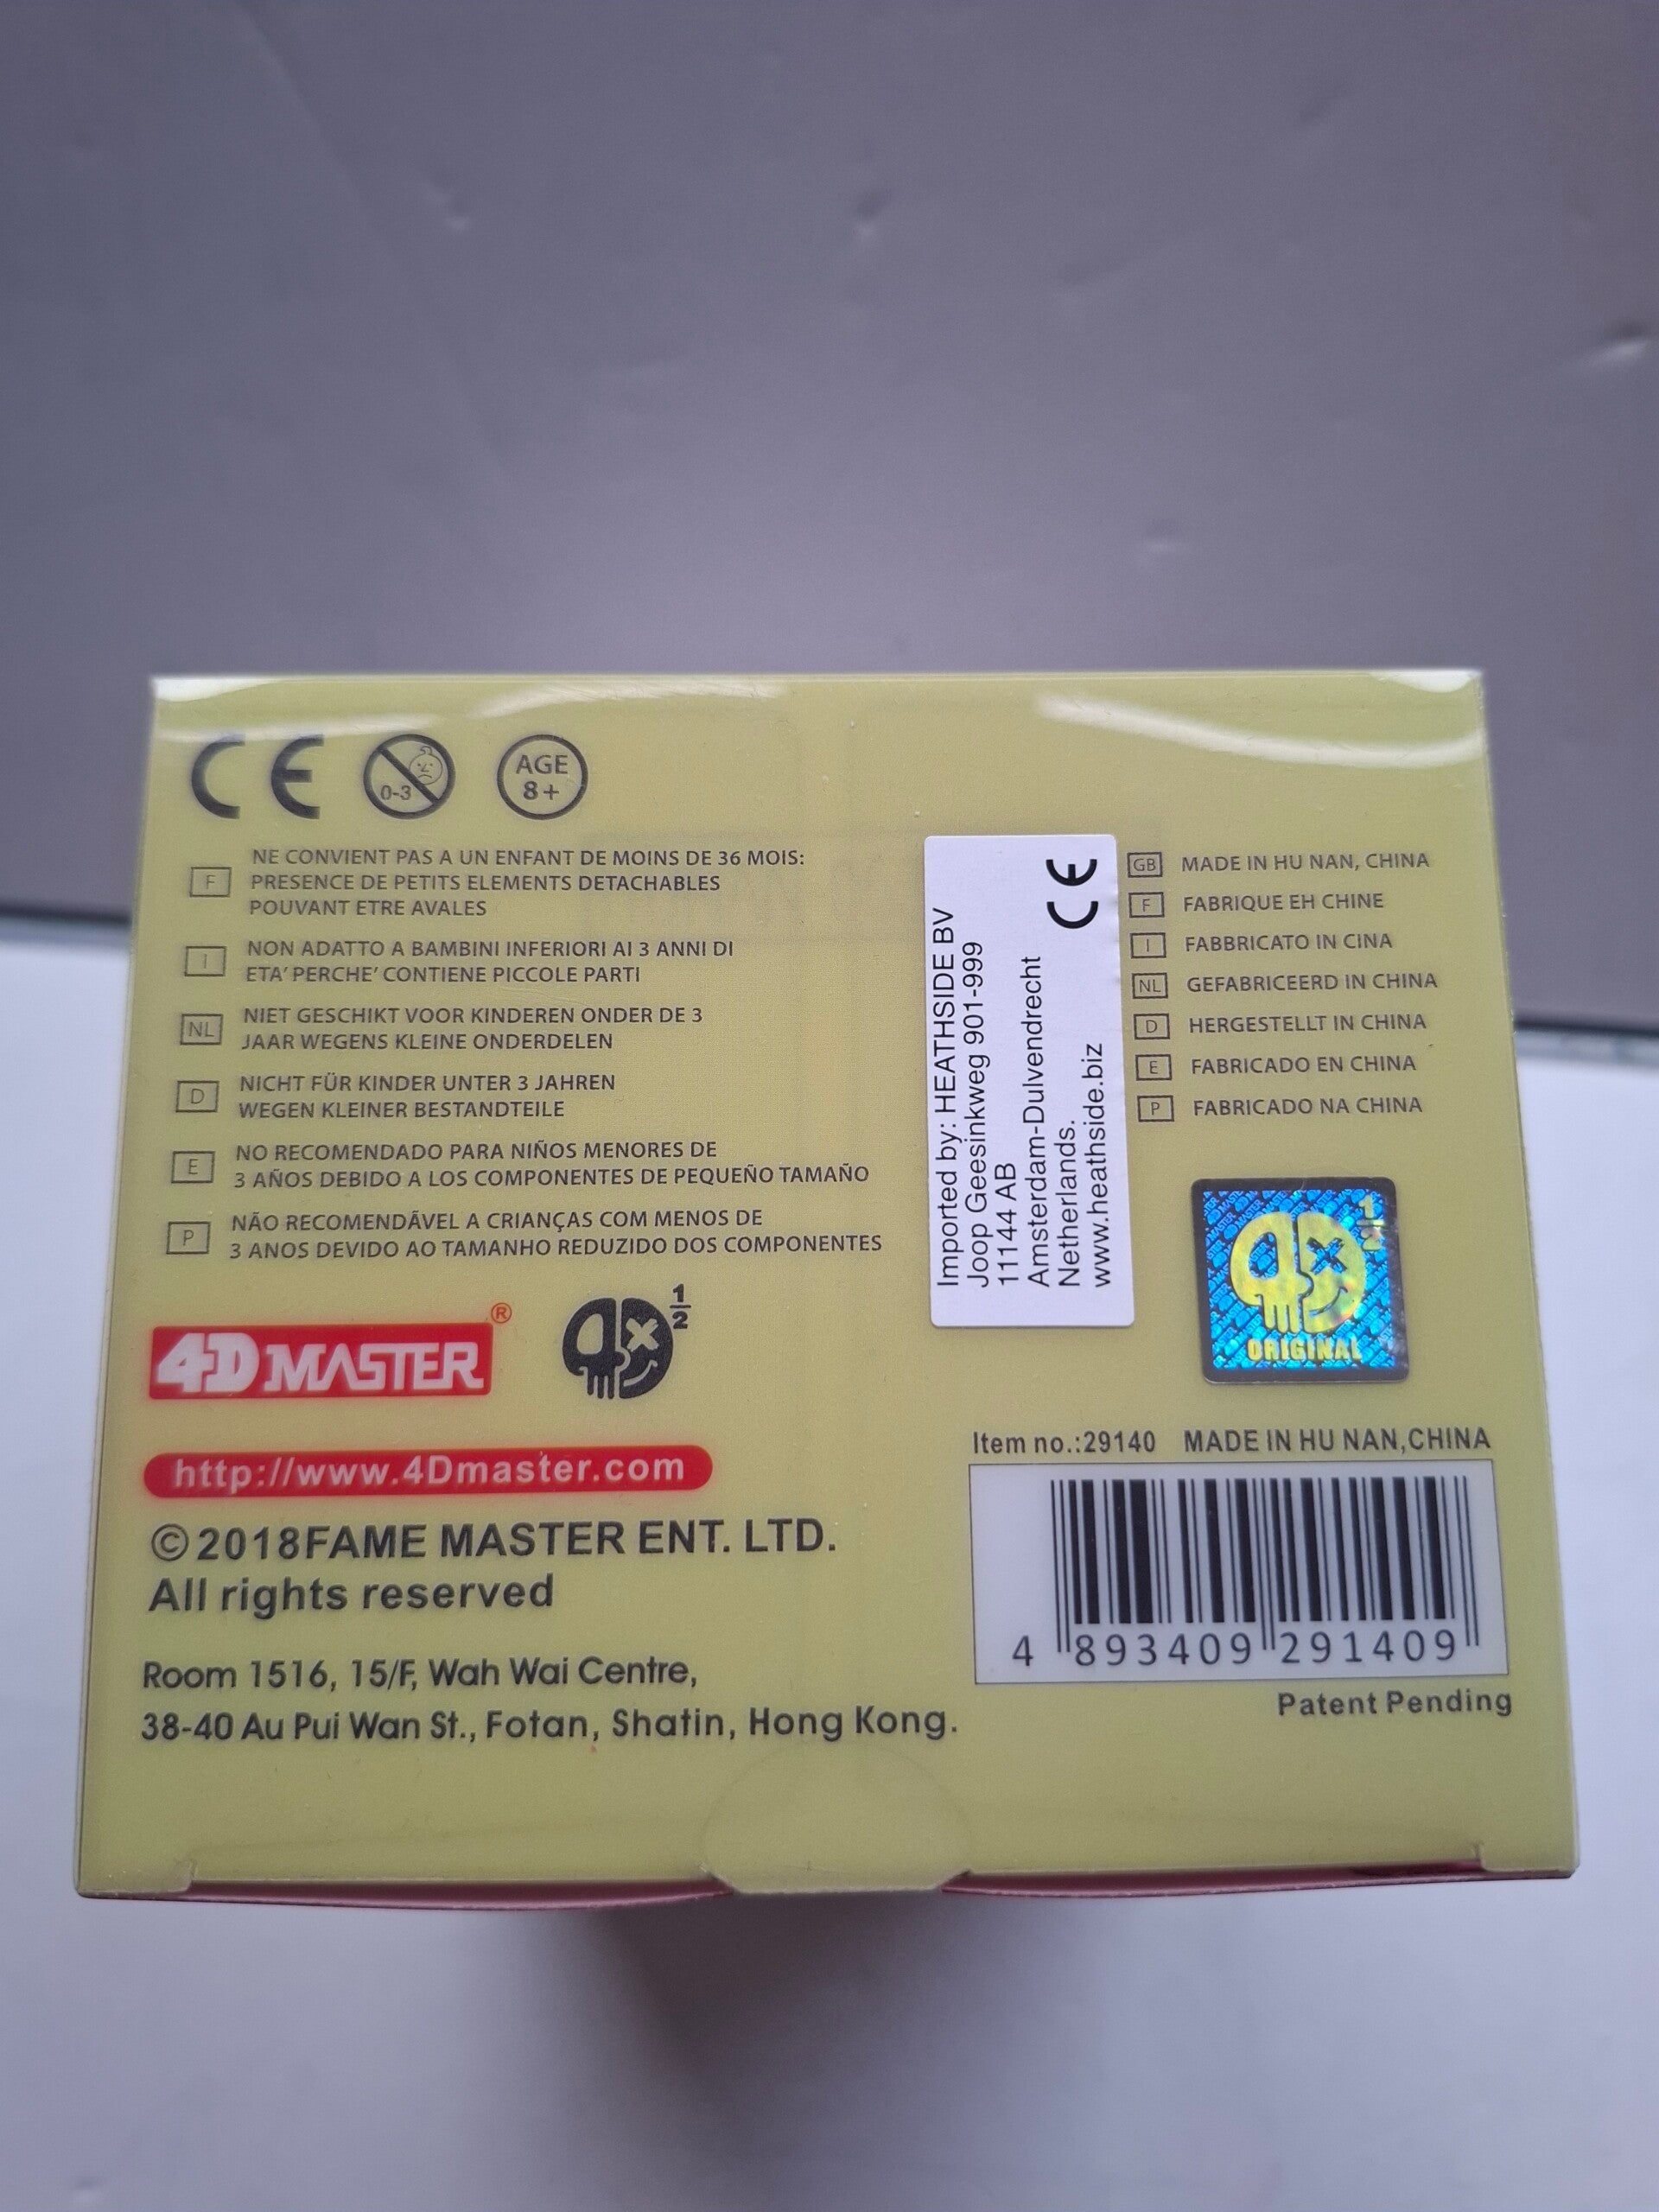 CE
0-3
AGE
8+
F
NE CONVIENT PAS A UN ENFANT DE MOINS DE 36 MOIS:
PRESENCE DE PETITS ELEMENTS DETACHABLES
POUVANT ETRE AVALES
I
NON ADATTO A BAMBINI INFERIORI AI 3 ANNI DI
ETA' PERCHE' CONTIENE PICCOLE PARTI
NL
NIET GESCHIKT VOOR KINDEREN ONDER DE 3
JAAR WEGENS KLEINE ONDERDELEN
D
NICHT FÜR KINDER UNTER 3 JAHREN
WEGEN KLEINER BESTANDTEILE
E
NO RECOMENDADO PARA NIÑOS MENORES DE
3 AÑOS DEBIDO A LOS COMPONENTES DE PEQUEÑO TAMAÑO
P
NÃO RECOMENDÃVEL A CRIANÇAS COM MENOS DE
3 ANOS DEVIDO AO TAMANHO REDUZIDO DOS COMPONENTES
4D MASTER®
1/2
http://www.4Dmaster.com
©2018FAME MASTER ENT. LTD.
All rights reserved
Room 1516, 15/F, Wah Wai Centre,
38-40 Au Pui Wan St., Fotan, Shatin, Hong Kong.
Imported by: HEATHSIDE BV
Joop Geesinkweg 901-999
11144 AB
Amsterdam-Dulvendrecht
Netherlands.
www.heathside.biz
CE
GB MADE IN HU NAN, CHINA
F FABRIQUE EH CHINE
I FABBRICATO IN CINA
NL GEFABRICEERD IN CHINA
D HERGESTELLT IN CHINA
E FABRICADO EN CHINA
P FABRICADO NA CHINA
ORIGINAL
Item no.:29140 MADE IN HU NAN,CHINA
4 893409 291409
Patent Pending